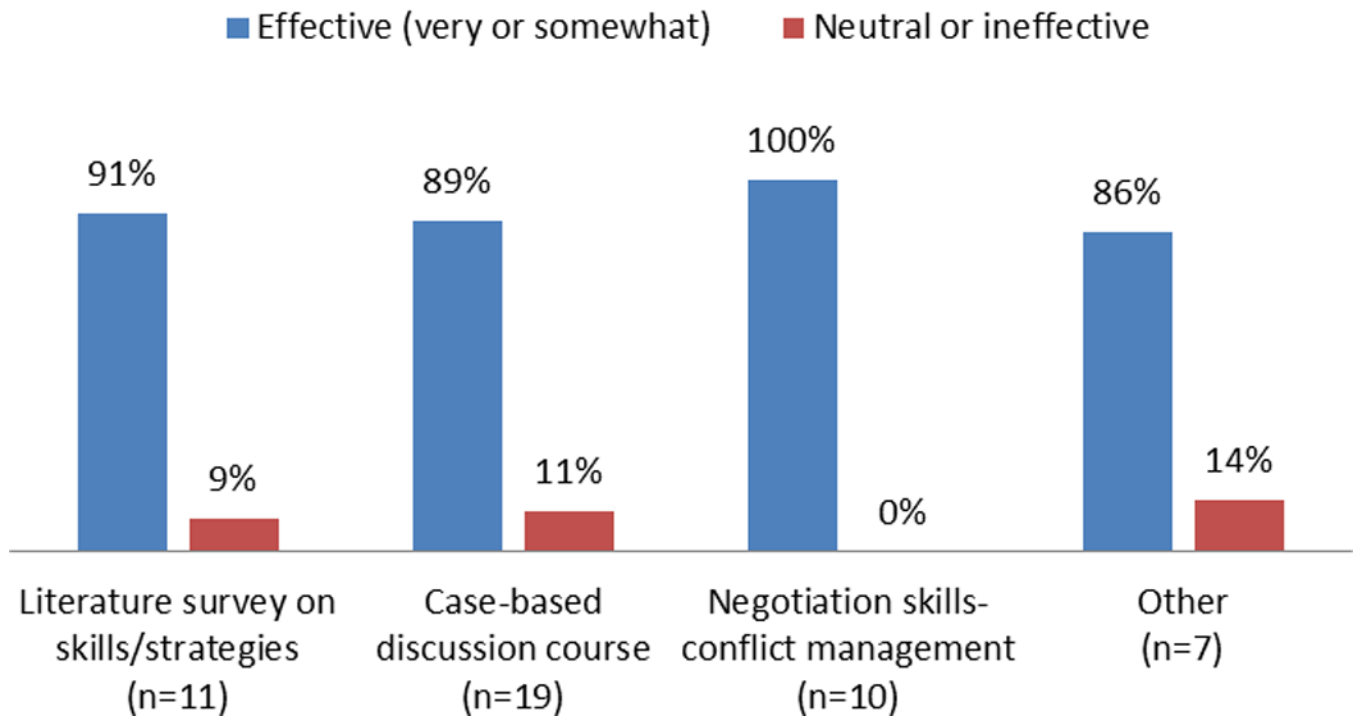 Effective (very or somewhat) Neutral or ineffective
91% 9% 89% 11% 100% 0% 86% 14%
Literature survey on
skills/strategies
(n=11)
Case-based
discussion course
(n=19)
Negotiation skills-
conflict management
(n=10)
Other
(n=7)